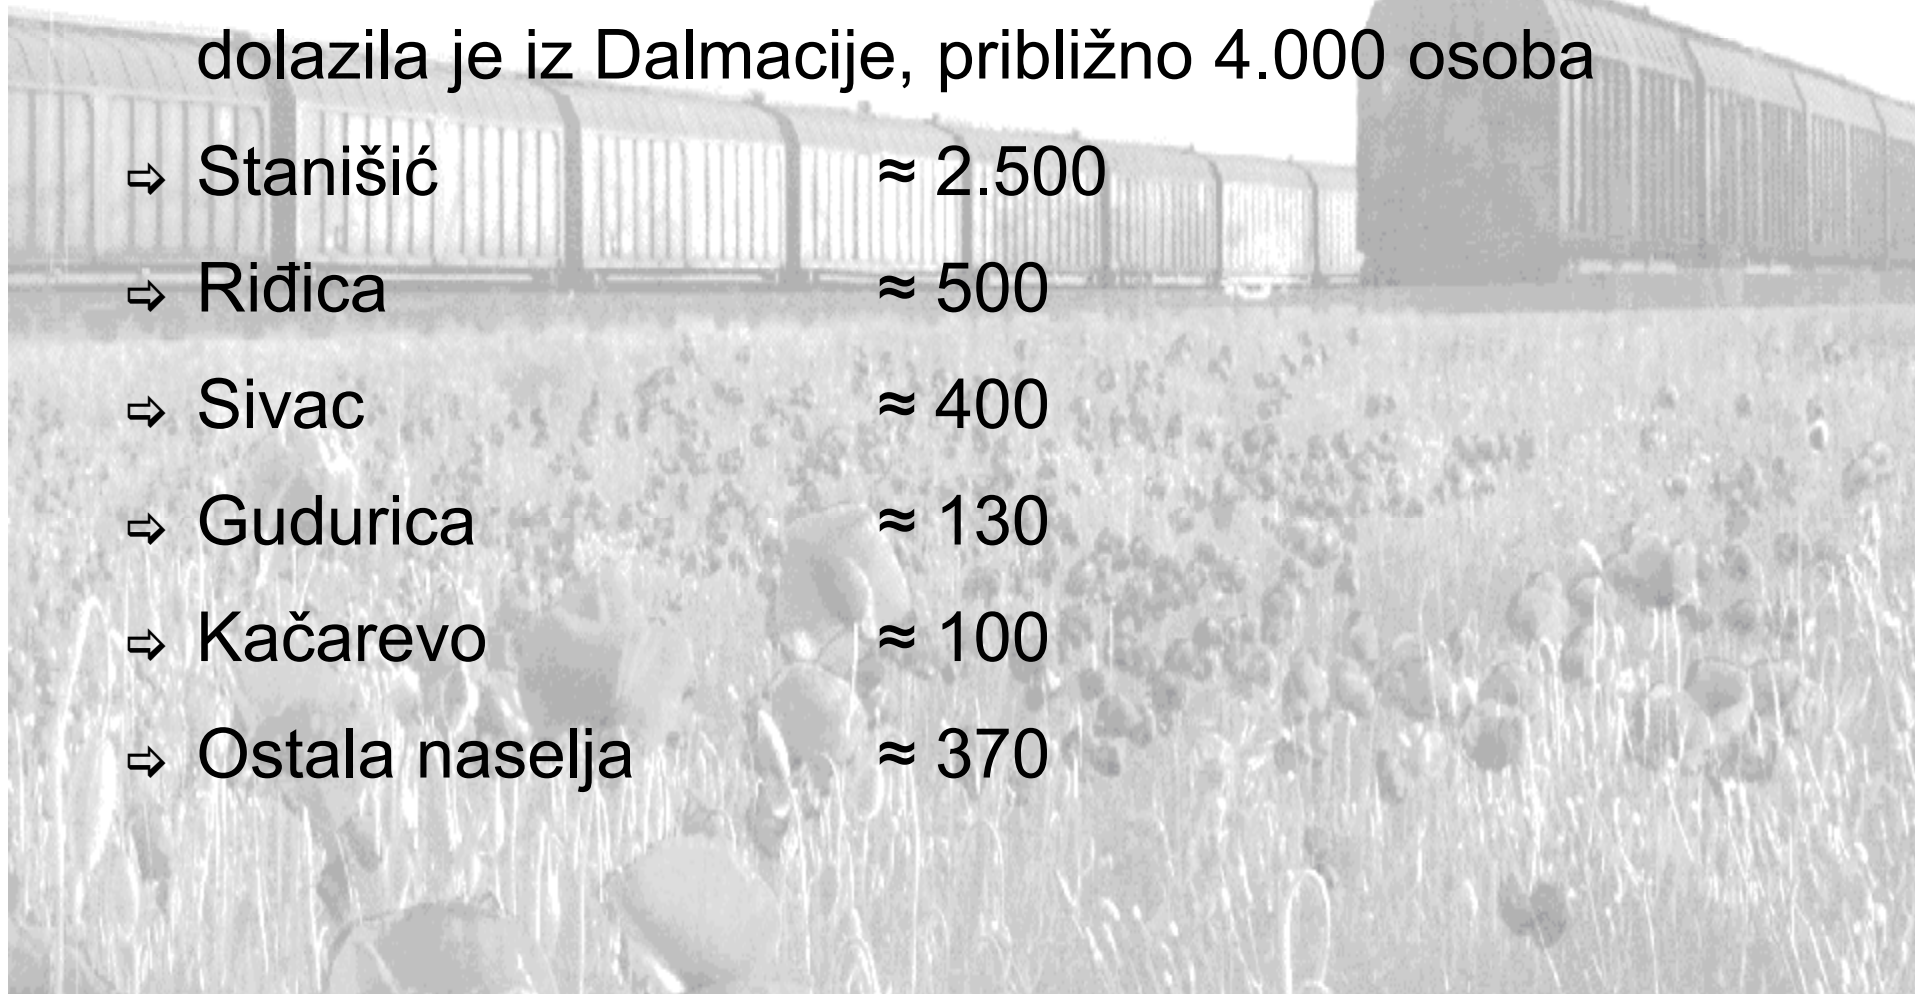 dolazila je iz Dalmacije, približno 4.000 osoba
⇨ Stanišić ≈ 2.500
⇨ Riđica ≈ 500
⇨ Sivac ≈ 400
⇨ Gudurica ≈ 130
⇨ Kačarevo ≈ 100
⇨ Ostala naselja ≈ 370